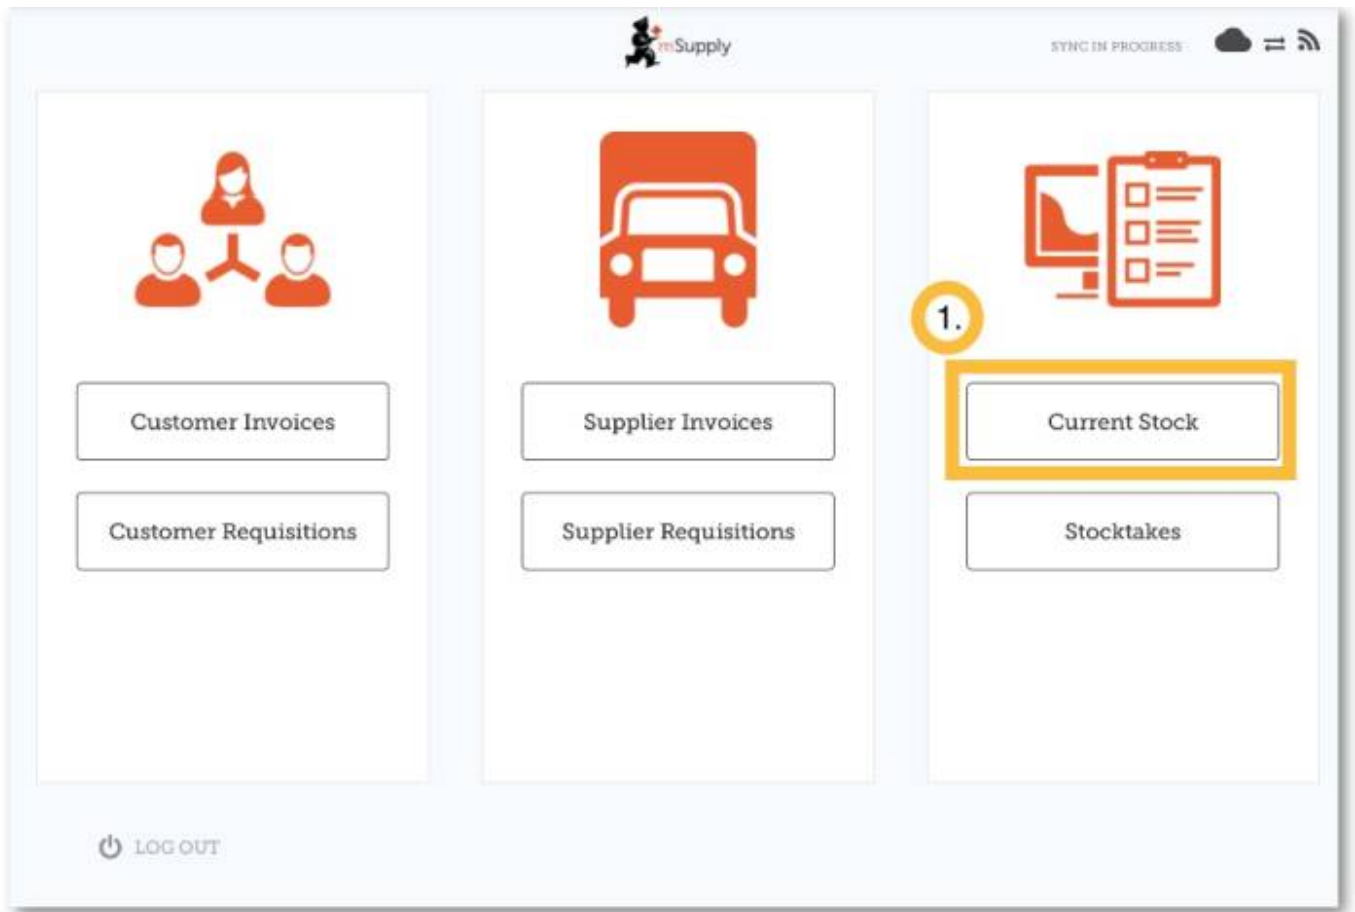 mSupply
SYNC IN PROGRESS
1.
Customer Invoices
Supplier Invoices
Current Stock
Customer Requisitions
Supplier Requisitions
Stocktakes
LOG OUT